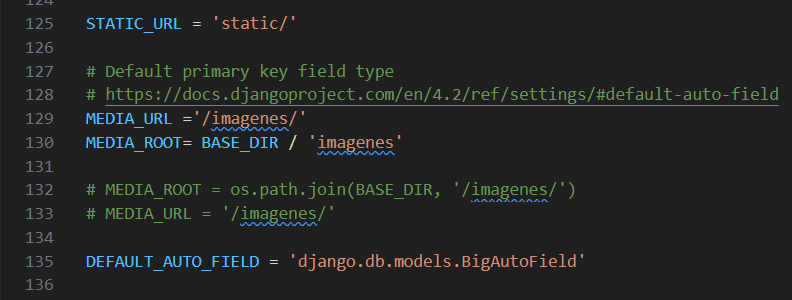 124
125 STATIC_URL = 'static/'
126
127 # Default primary key field type
128 # https://docs.djangoproject.com/en/4.2/ref/settings/#default-auto-field
129 MEDIA_URL ='/imagenes/'
130 MEDIA_ROOT= BASE_DIR / 'imagenes'
131
132 # MEDIA_ROOT = os.path.join(BASE_DIR, '/imagenes/')
133 # MEDIA_URL = '/imagenes/'
134
135 DEFAULT_AUTO_FIELD = 'django.db.models.BigAutoField'
136